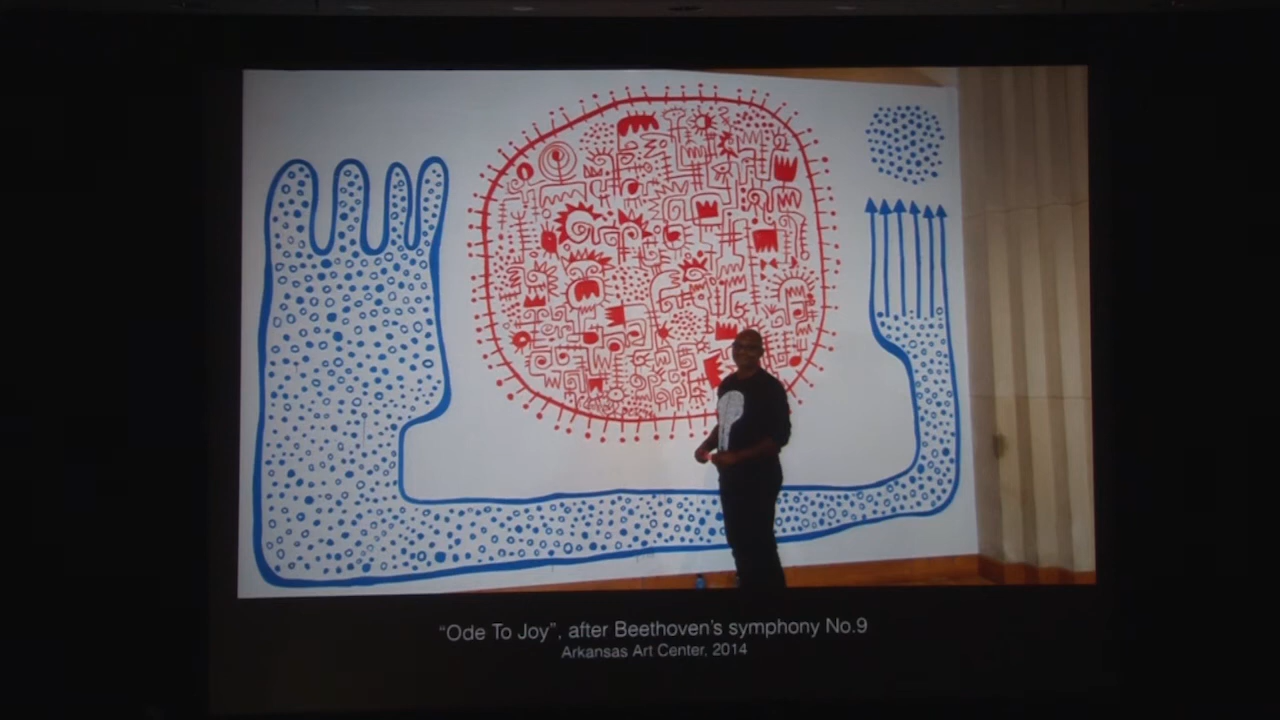 “Ode To Joy”, after Beethoven’s symphony No.9
Arkansas Art Center, 2014